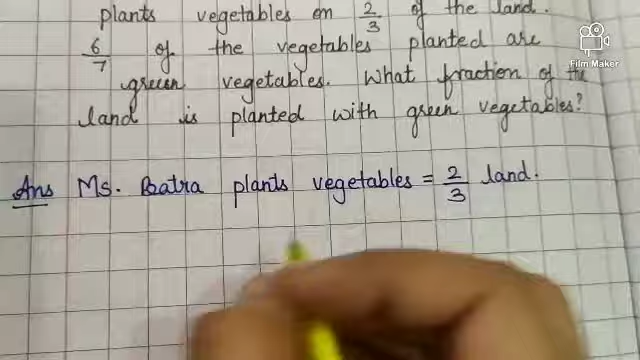 plants vegetables on 2/3 of the land.
6/7 of the vegetables planted are
green vegetables. What fraction of the
land is planted with green vegetables?
Ans Ms. Batra plants vegetables = 2/3 land.
Film Maker